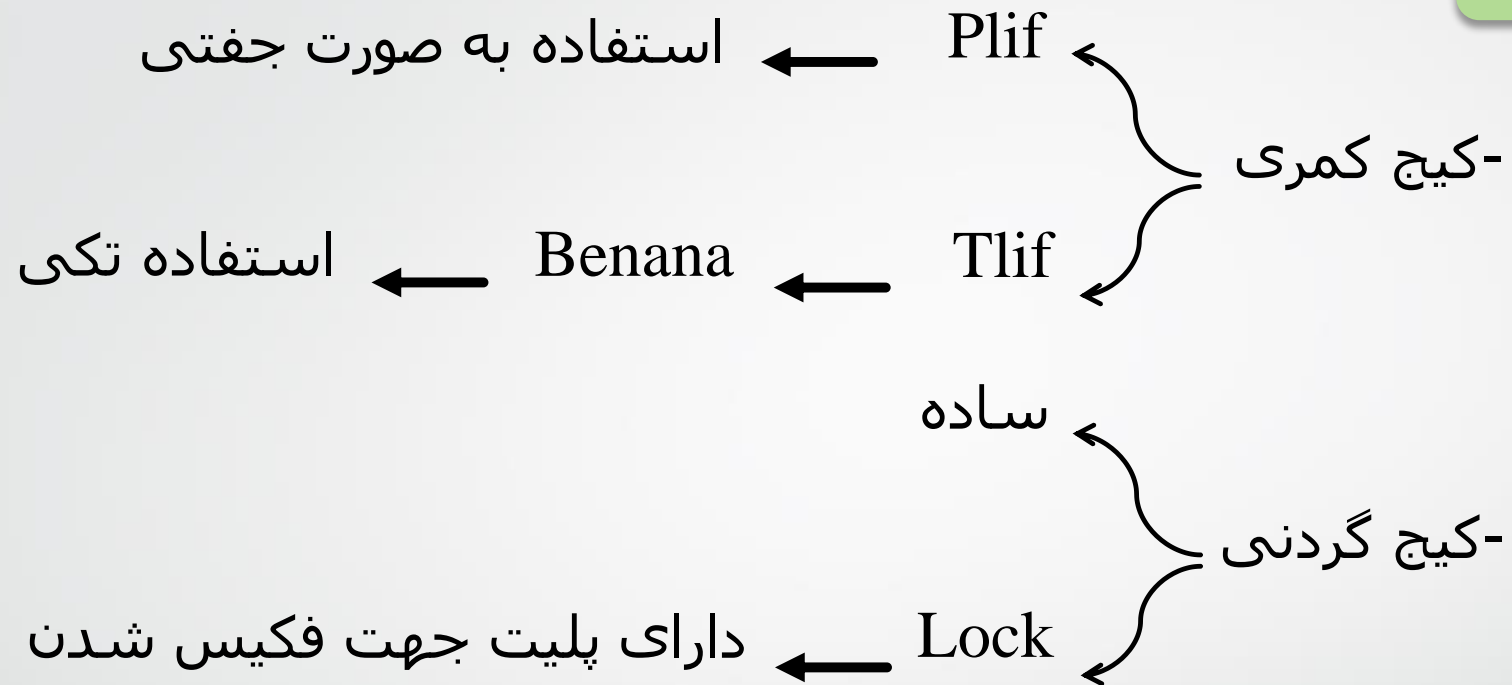 Plif استفاده به صورت جفتی
-کیج کمری
Tlif Benana استفاده تکی
ساده
-کیج گردنی
Lock دارای پلیت جهت فکیس شدن